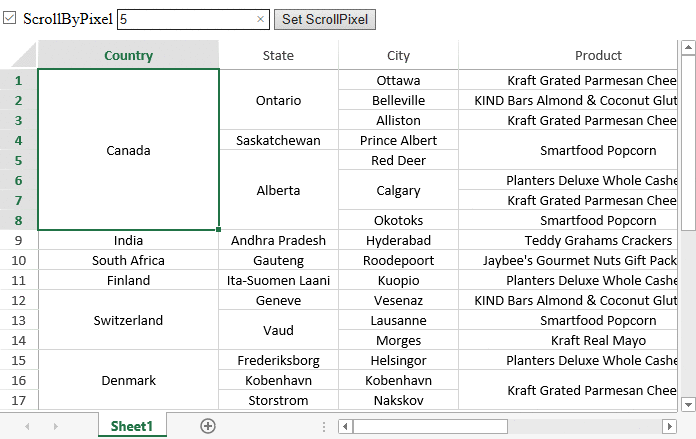 ScrollByPixel 5 × Set ScrollPixel
Country State City Product
1 Ottawa Kraft Grated Parmesan Chee
2 Ontario Belleville KIND Bars Almond & Coconut Glut
3 Alliston Kraft Grated Parmesan Chee
4 Saskatchewan Prince Albert
Canada Smartfood Popcorn
5 Red Deer
6 Planters Deluxe Whole Cashe
Alberta Calgary
7 Kraft Grated Parmesan Chee
8 Okotoks Smartfood Popcorn
9 India Andhra Pradesh Hyderabad Teddy Grahams Crackers
10 South Africa Gauteng Roodepoort Jaybee's Gourmet Nuts Gift Pack
11 Finland Ita-Suomen Laani Kuopio Planters Deluxe Whole Cashe
12 Geneve Vesenaz KIND Bars Almond & Coconut Glut
13 Switzerland Lausanne Smartfood Popcorn
Vaud
14 Morges Kraft Real Mayo
15 Frederiksborg Helsingor Planters Deluxe Whole Cashe
16 Denmark Kobenhavn Kobenhavn
Kraft Grated Parmesan Chee
17 Storstrom Nakskov
Sheet1